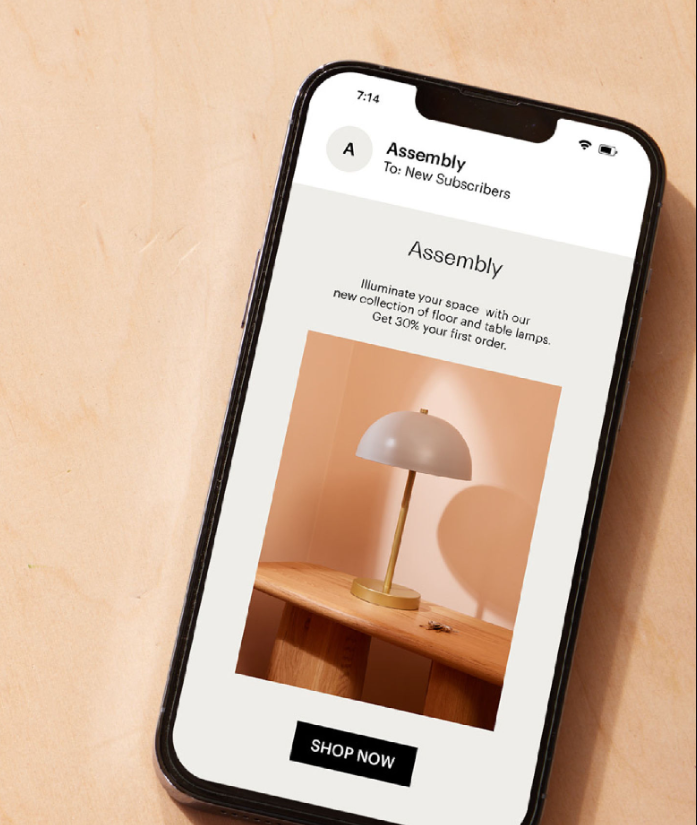 7:14
A
Assembly
To: New Subscribers
Assembly
Illuminate your space with our
new collection of floor and table lamps.
Get 30% your first order.
SHOP NOW